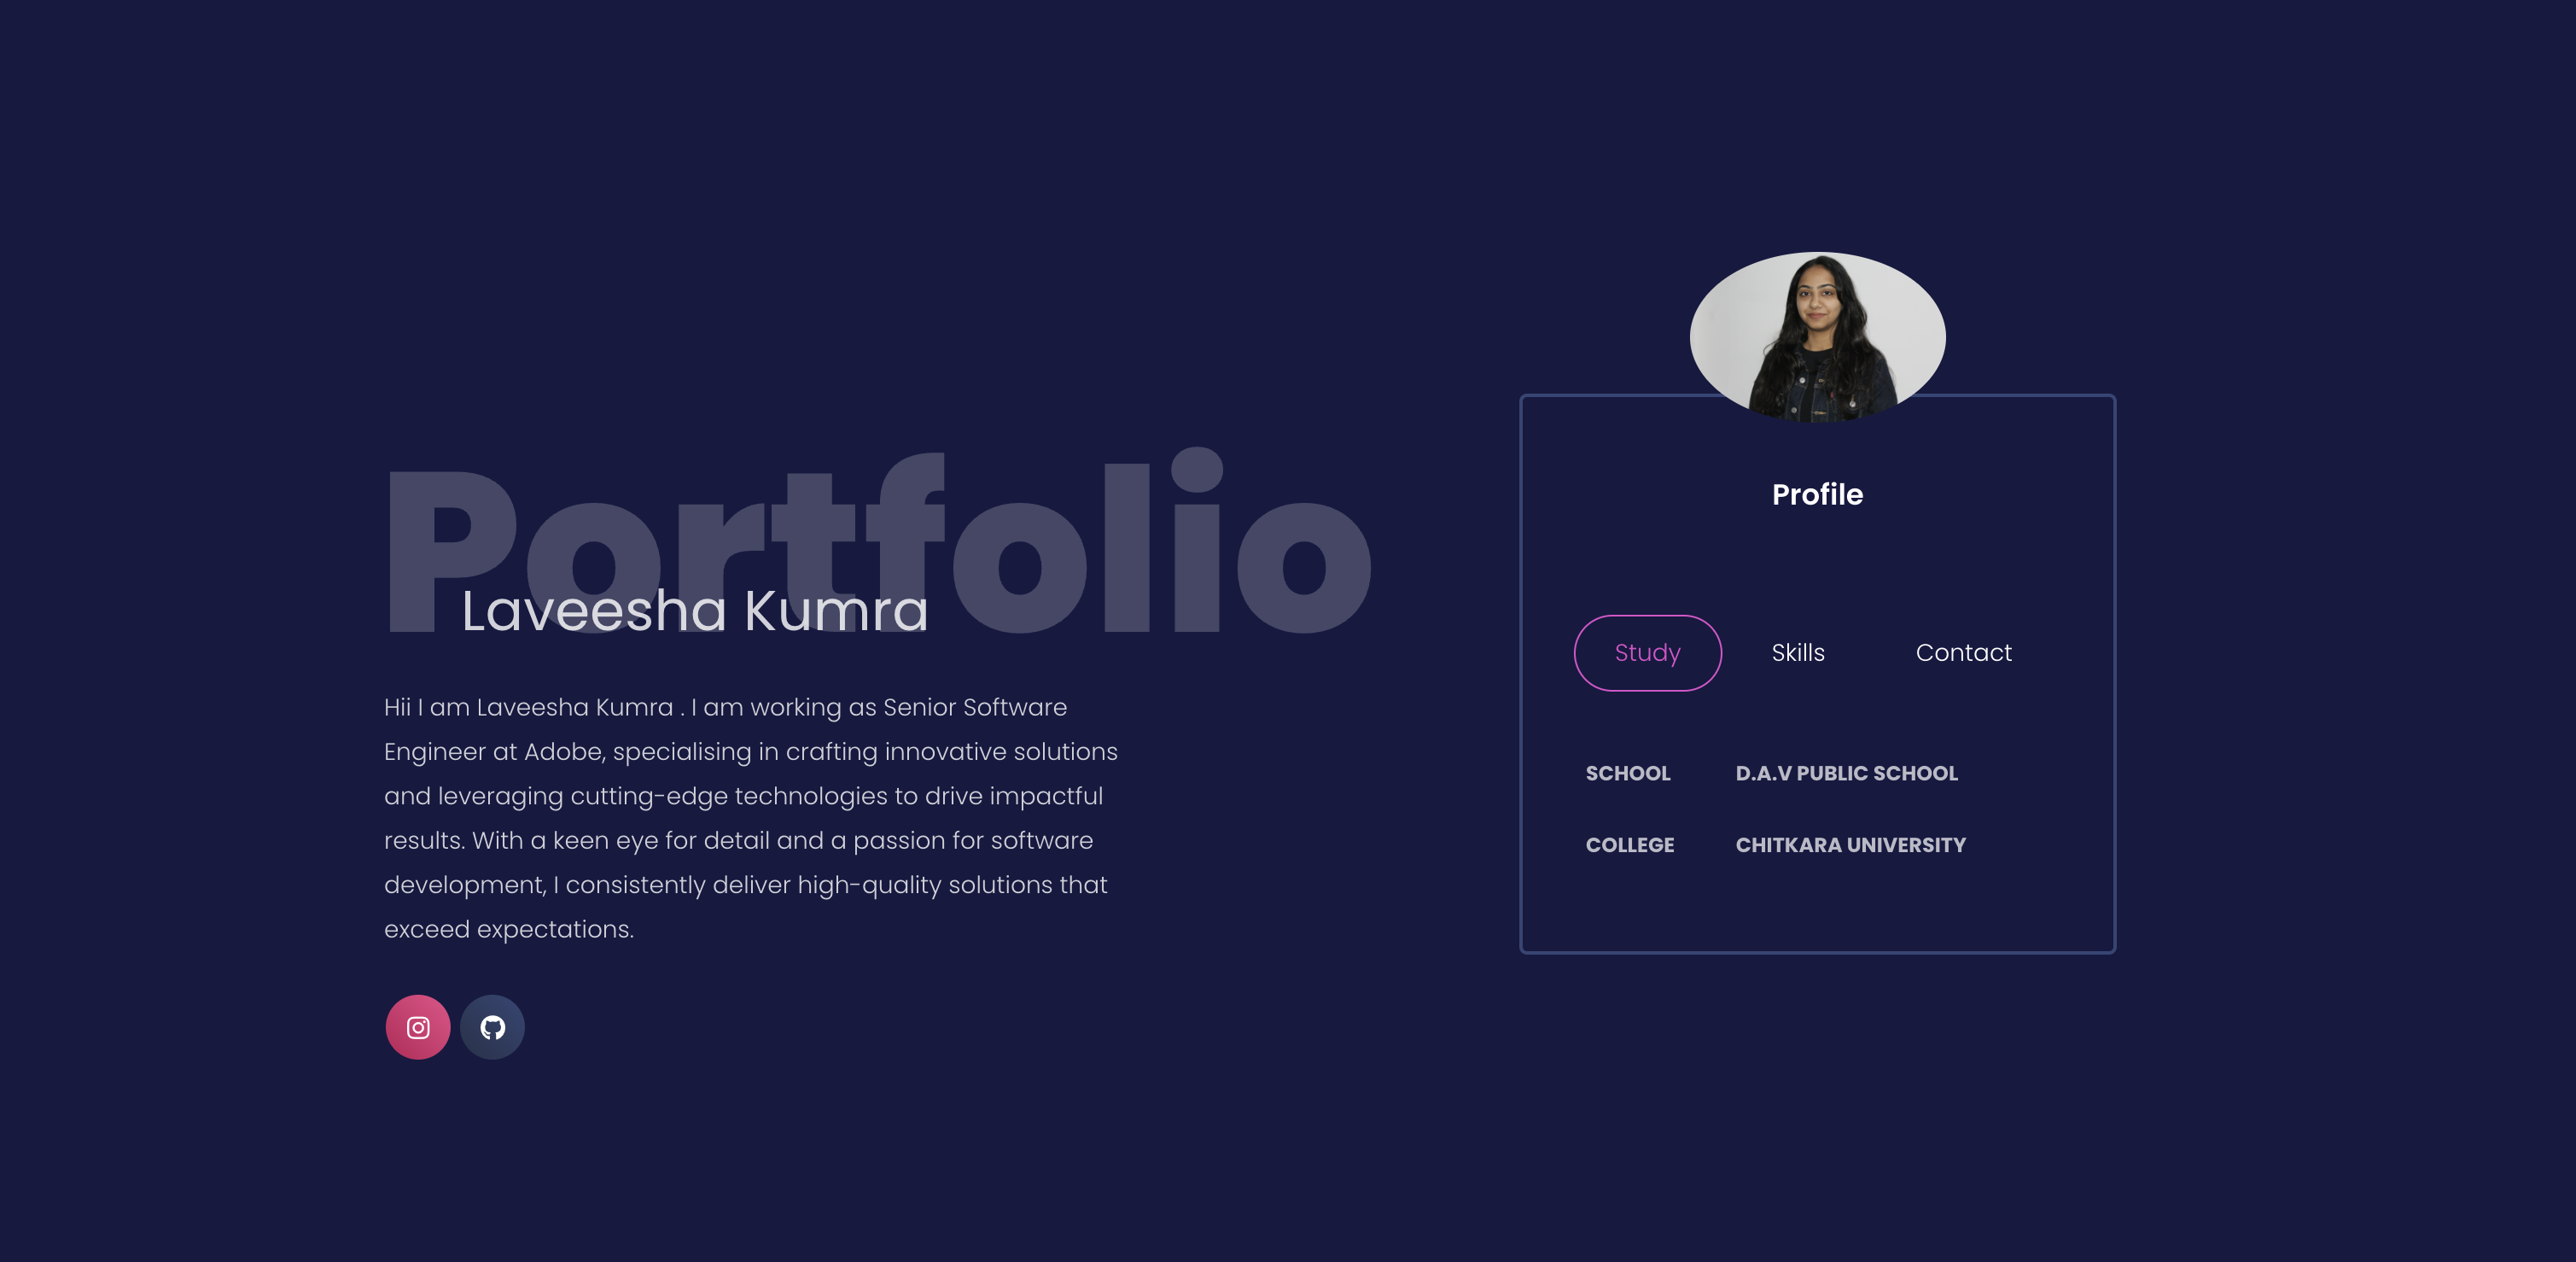 Portfolio
Laveesha Kumra
Hii I am Laveesha Kumra . I am working as Senior Software
Engineer at Adobe, specialising in crafting innovative solutions
and leveraging cutting-edge technologies to drive impactful
results. With a keen eye for detail and a passion for software
development, I consistently deliver high-quality solutions that
exceed expectations.
Profile
Study Skills Contact
SCHOOL D.A.V PUBLIC SCHOOL
COLLEGE CHITKARA UNIVERSITY